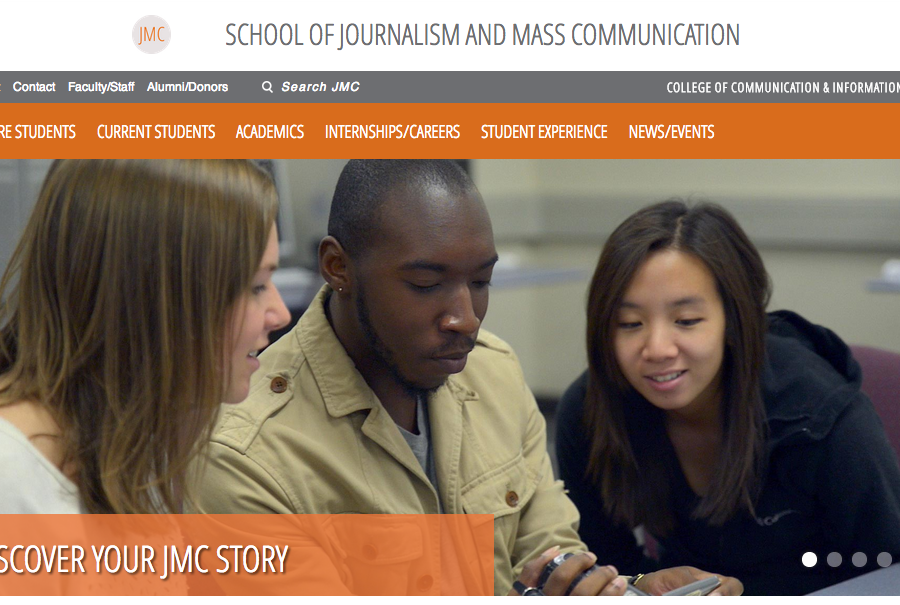 JMC
SCHOOL OF JOURNALISM AND MASS COMMUNICATION
Contact Faculty/Staff Alumni/Donors Search JMC COLLEGE OF COMMUNICATION & INFORMATION
RE STUDENTS CURRENT STUDENTS ACADEMICS INTERNSHIPS/CAREERS STUDENT EXPERIENCE NEWS/EVENTS
SCOVER YOUR JMC STORY